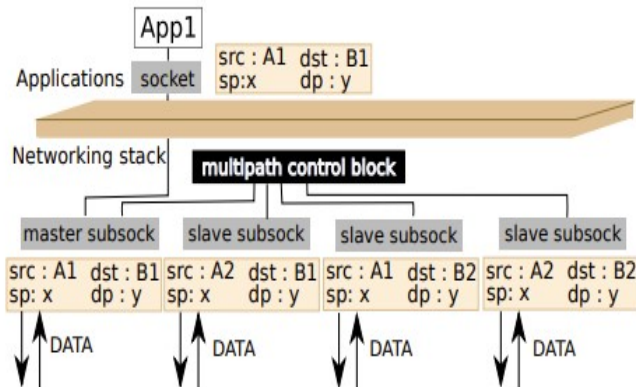 App1
Applications
socket
src : A1 dst : B1
sp:x dp : y
Networking stack
multipath control block
master subsock
slave subsock
slave subsock
slave subsock
src : A1 dst : B1
sp: x dp : y
src : A2 dst : B1
sp: x dp : y
src : A1 dst : B2
sp: x dp : y
src : A2 dst : B2
sp: x dp : y
DATA
DATA
DATA
DATA